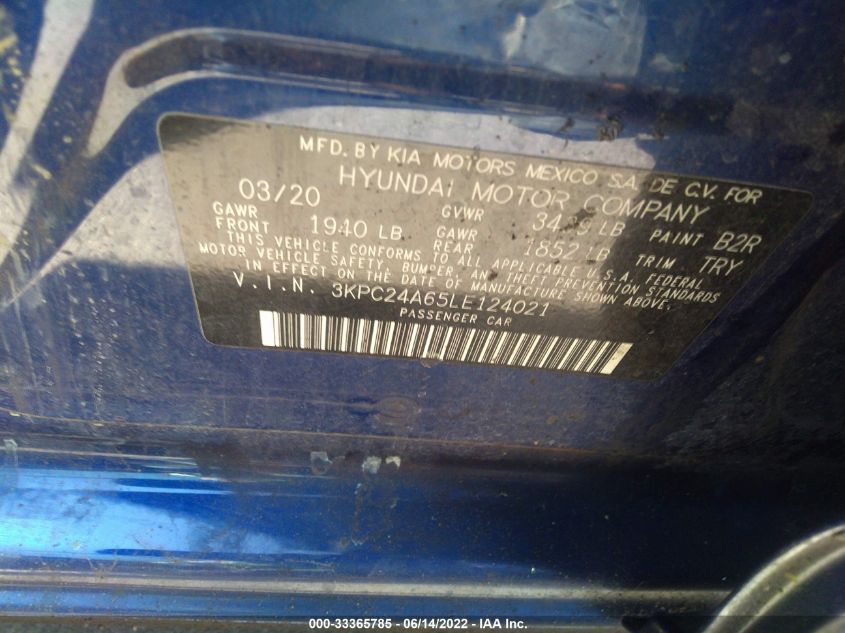 MFD. BY KIA MOTORS MEXICO S.A. DE C.V. FOR
HYUNDAI MOTOR COMPANY
03/20 GVWR LB PAINT B2R
GAWR FRONT 1940 LB GAWR REAR 1852 LB TRIM TRY
THIS VEHICLE CONFORMS TO ALL APPLICABLE U.S.A. FEDERAL
MOTOR VEHICLE SAFETY, BUMPER, AND THEFT PREVENTION STANDARDS
IN EFFECT ON THE DATE OF MANUFACTURE SHOWN ABOVE.
V.I.N. 3KPC24A65LE124021
PASSENGER CAR
000-33365785 - 06/14/2022 - IAA Inc.